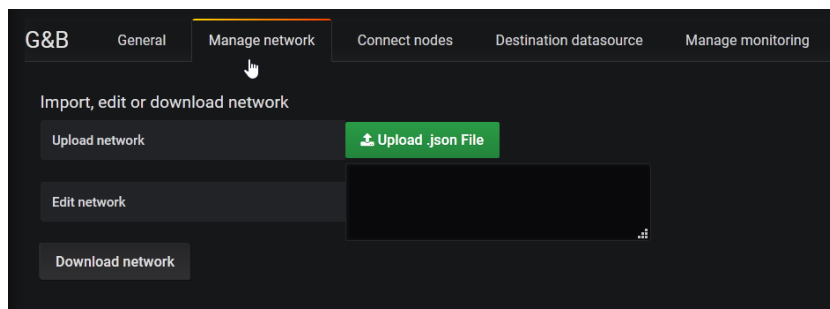 G&B General Manage network Connect nodes Destination datasource Manage monitoring
Import, edit or download network
Upload network Upload .json File
Edit network
Download network